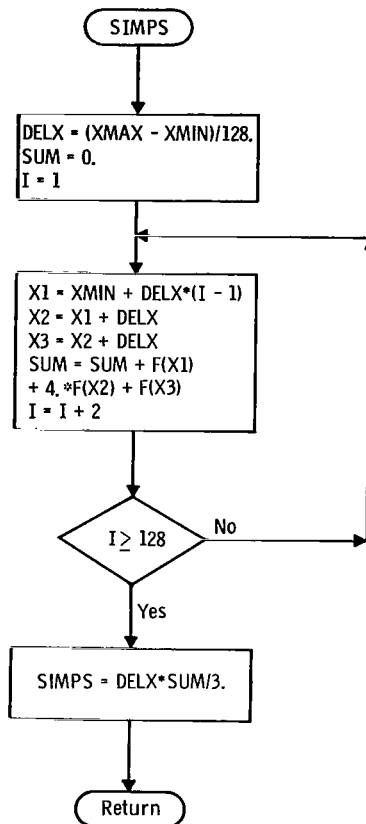 SIMPS
DELX = (XMAX - XMIN)/128.
SUM = 0.
I = 1
X1 = XMIN + DELX*(I - 1)
X2 = X1 + DELX
X3 = X2 + DELX
SUM = SUM + F(X1)
+ 4. *F(X2) + F(X3)
I = I + 2
I ≥ 128
No
Yes
SIMPS = DELX*SUM/3.
Return